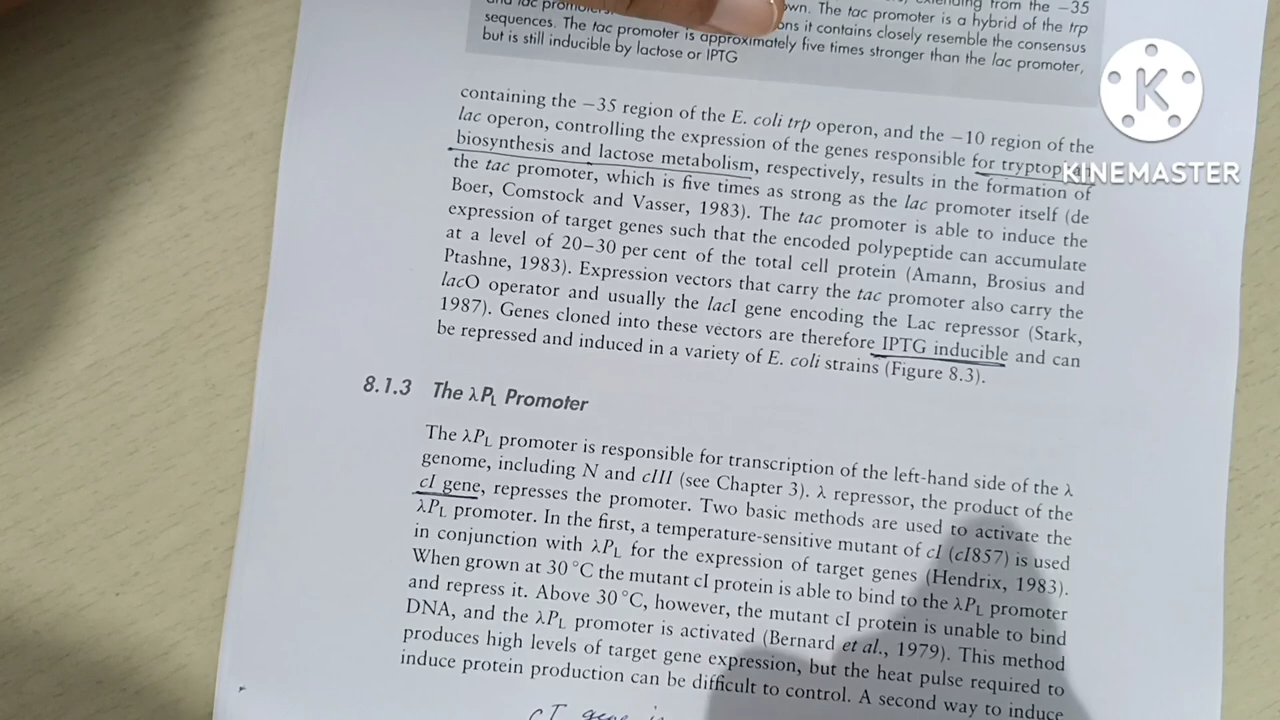 extending from the −35
own. The tac promoter is a hybrid of the trp
ons it contains closely resemble the consensus
sequences. The tac promoter is approximately five times stronger than the lac promoter,
but is still inducible by lactose or IPTG
containing the −35 region of the E. coli trp operon, and the −10 region of the
lac operon, controlling the expression of the genes responsible for tryptop
biosynthesis and lactose metabolism, respectively, results in the formation of
the tac promoter, which is five times as strong as the lac promoter itself (de
Boer, Comstock and Vasser, 1983). The tac promoter is able to induce the
expression of target genes such that the encoded polypeptide can accumulate
at a level of 20–30 per cent of the total cell protein (Amann, Brosius and
Ptashne, 1983). Expression vectors that carry the tac promoter also carry the
lacO operator and usually the lacI gene encoding the Lac repressor (Stark,
1987). Genes cloned into these vectors are therefore IPTG inducible and can
be repressed and induced in a variety of E. coli strains (Figure 8.3).
8.1.3 The λPL Promoter
The λPL promoter is responsible for transcription of the left-hand side of the λ
genome, including N and cIII (see Chapter 3). λ repressor, the product of the
cI gene, represses the promoter. Two basic methods are used to activate the
λPL promoter. In the first, a temperature-sensitive mutant of cI (cI857) is used
in conjunction with λPL for the expression of target genes (Hendrix, 1983).
When grown at 30 °C the mutant cI protein is able to bind to the λPL promoter
and repress it. Above 30 °C, however, the mutant cI protein is unable to bind
DNA, and the λPL promoter is activated (Bernard et al., 1979). This method
produces high levels of target gene expression, but the heat pulse required to
induce protein production can be difficult to control. A second way to induce
cI gene
K
KINEMASTER